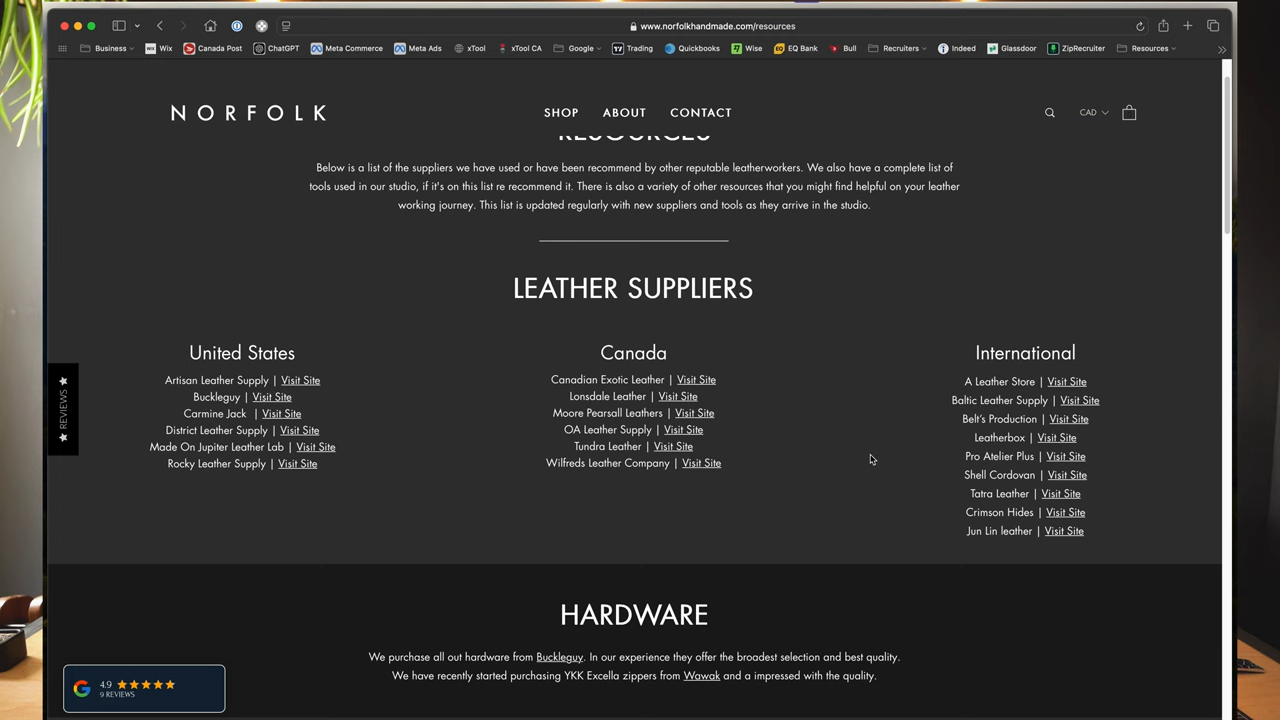 www.norfolkhandmade.com/resources
Business
Wix
Canada Post
ChatGPT
Meta Commerce
Meta Ads
xTool
xTool CA
Google
Trading
Quickbooks
Wise
EQ Bank
Bull
Recruiters
Indeed
Glassdoor
ZipRecruiter
Resources
NORFOLK
SHOP
ABOUT
CONTACT
CAD
RESOURCES
Below is a list of the suppliers we have used or have been recommend by other reputable leatherworkers. We also have a complete list of
tools used in our studio, if it's on this list re recommend it. There is also a variety of other resources that you might find helpful on your leather
working journey. This list is updated regularly with new suppliers and tools as they arrive in the studio.
LEATHER SUPPLIERS
United States
Artisan Leather Supply | Visit Site
Buckleguy | Visit Site
Carmine Jack | Visit Site
District Leather Supply | Visit Site
Made On Jupiter Leather Lab | Visit Site
Rocky Leather Supply | Visit Site
Canada
Canadian Exotic Leather | Visit Site
Lonsdale Leather | Visit Site
Moore Pearsall Leathers | Visit Site
OA Leather Supply | Visit Site
Tundra Leather | Visit Site
Wilfreds Leather Company | Visit Site
International
A Leather Store | Visit Site
Baltic Leather Supply | Visit Site
Belt's Production | Visit Site
Leatherbox | Visit Site
Pro Atelier Plus | Visit Site
Shell Cordovan | Visit Site
Tatra Leather | Visit Site
Crimson Hides | Visit Site
Jun Lin leather | Visit Site
REVIEWS
HARDWARE
We purchase all out hardware from Buckleguy. In our experience they offer the broadest selection and best quality.
We have recently started purchasing YKK Excella zippers from Wawak and a impressed with the quality.
4.9
9 REVIEWS